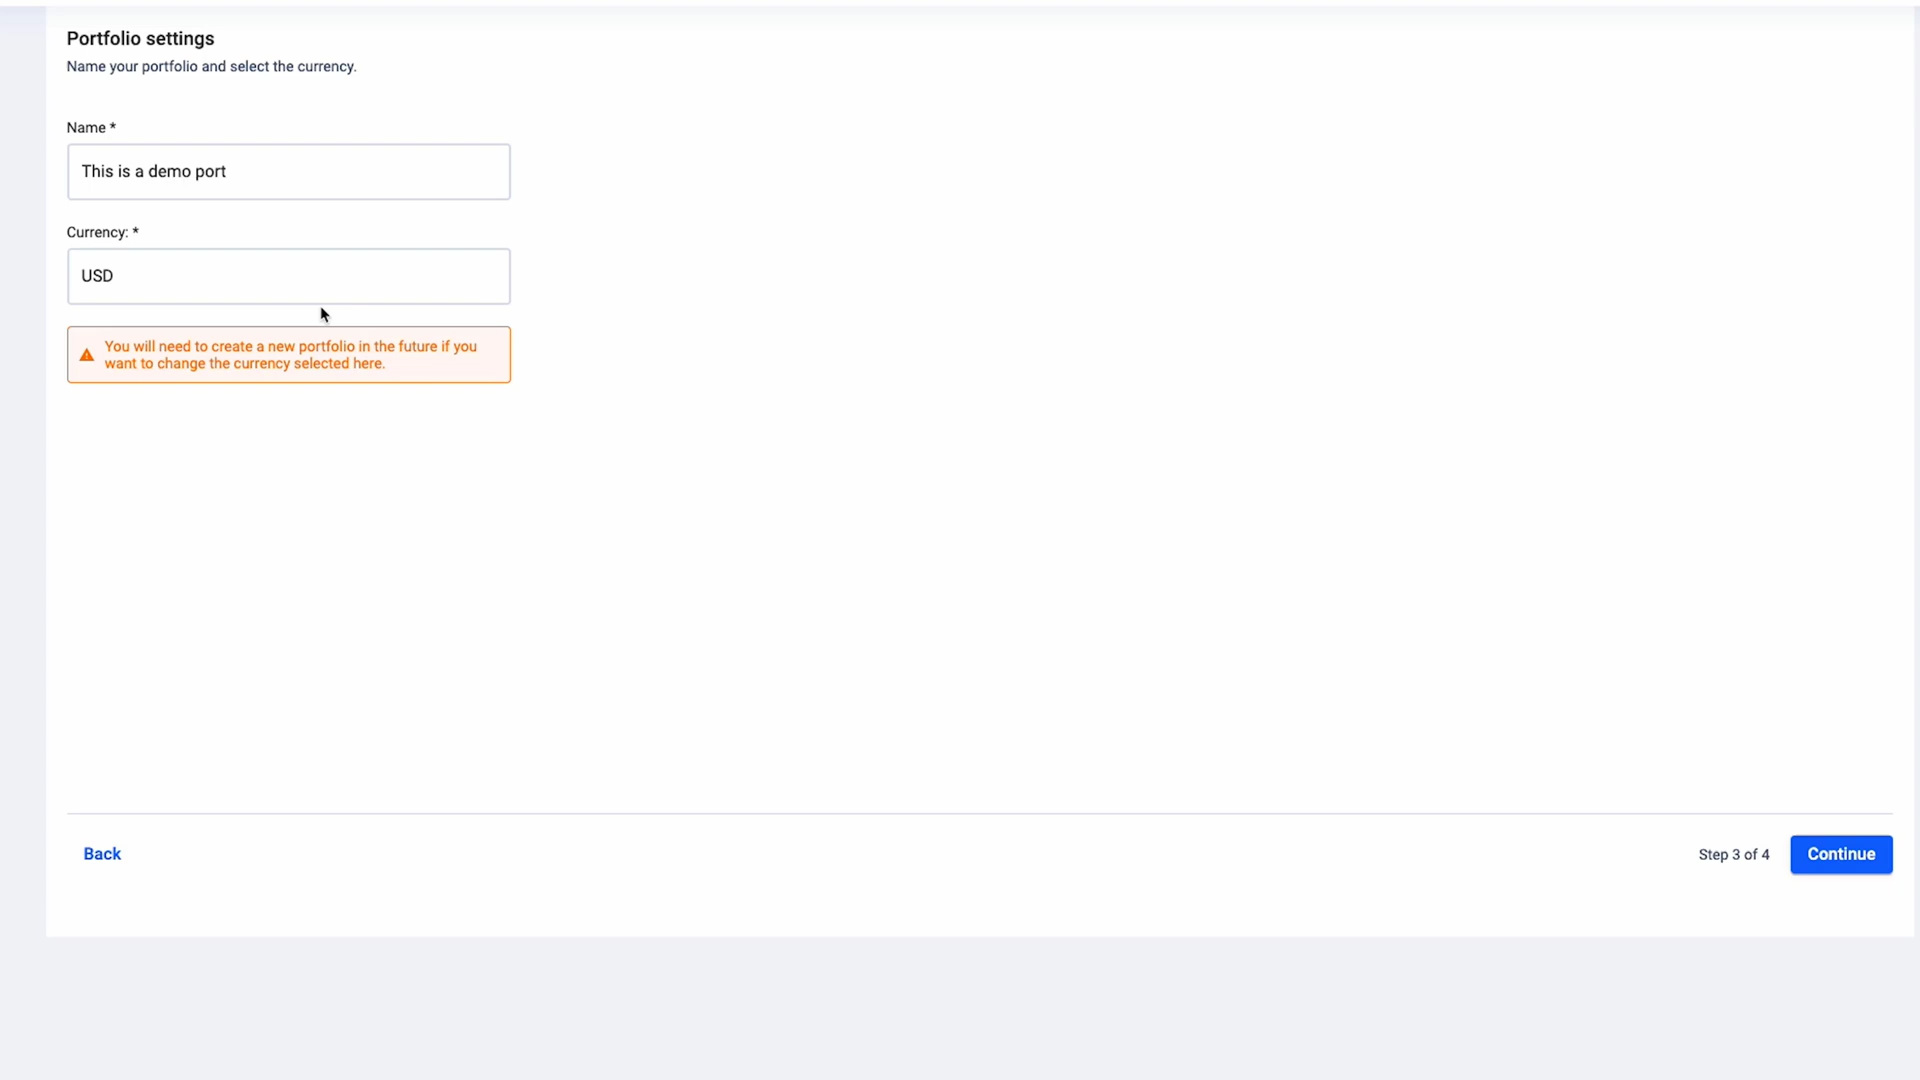 Portfolio settings
Name your portfolio and select the currency.
Name *
This is a demo port
Currency: *
USD
You will need to create a new portfolio in the future if you
want to change the currency selected here.
Back
Step 3 of 4
Continue